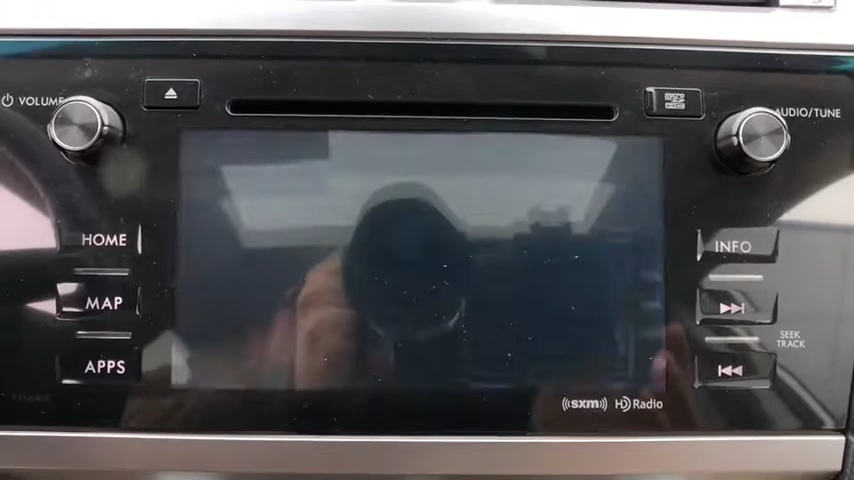 VOLUME
AUDIO/TUNE
HOME
INFO
MAP
APPS
SEEK
TRACK
sxm HD Radio